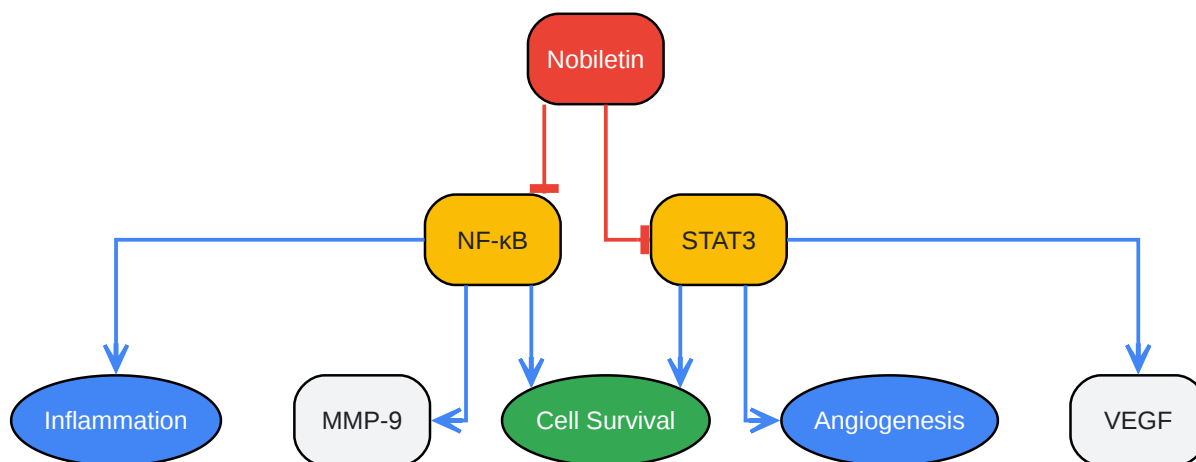 Nobiletin
NF-κB
STAT3
Inflammation
MMP-9
Cell Survival
Angiogenesis
VEGF